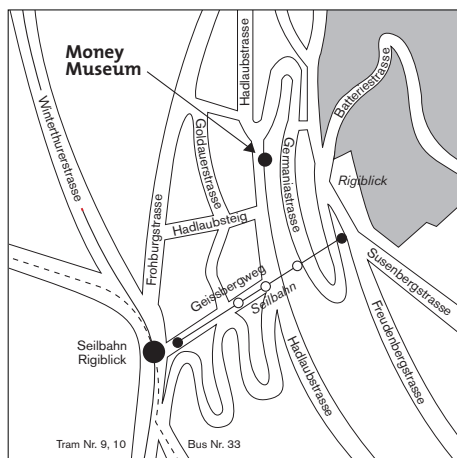 Money
Museum
Hadlaubstrasse
Batteriestrasse
Winterthurerstrasse
Goldauerstrasse
Germaniastrasse
Rigiblick
Frohburgstrasse
Hadlaubsteig
Susenbergstrasse
Geissbergweg
Seilbahn
Freudenbergstrasse
Hadlaubstrasse
Seilbahn
Rigiblick
Tram Nr. 9, 10
Bus Nr. 33